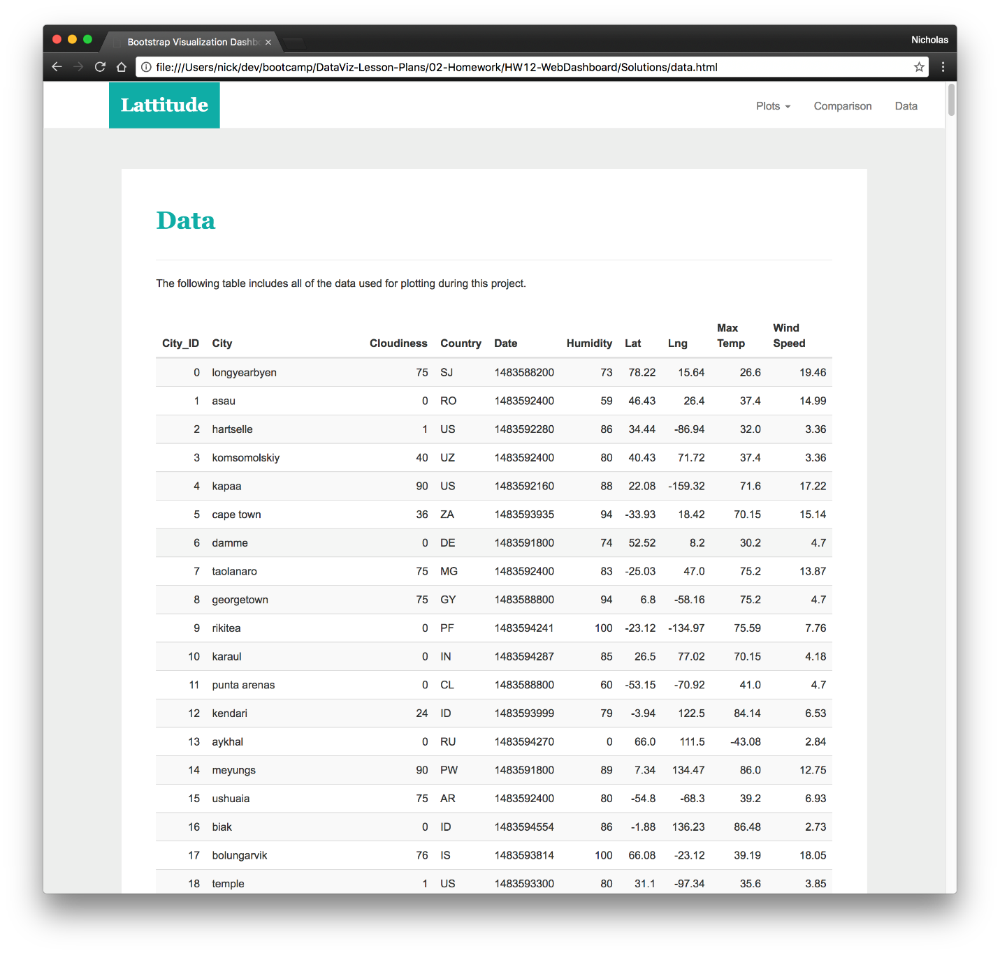 Bootstrap Visualization Dashb
Nicholas
file:///Users/nick/dev/bootcamp/DataViz-Lesson-Plans/02-Homework/HW12-WebDashboard/Solutions/data.html
Lattitude Plots Comparison Data
Data
The following table includes all of the data used for plotting during this project.
City_ID City Cloudiness Country Date Humidity Lat Lng Max Temp Wind Speed
0 longyearbyen 75 SJ 1483588200 73 78.22 15.64 26.6 19.46
1 asau 0 RO 1483592400 59 46.43 26.4 37.4 14.99
2 hartselle 1 US 1483592280 86 34.44 -86.94 32.0 3.36
3 komsomolskiy 40 UZ 1483592400 80 40.43 71.72 37.4 3.36
4 kapaa 90 US 1483592160 88 22.08 -159.32 71.6 17.22
5 cape town 36 ZA 1483593935 94 -33.93 18.42 70.15 15.14
6 damme 0 DE 1483591800 74 52.52 8.2 30.2 4.7
7 taolanaro 75 MG 1483592400 83 -25.03 47.0 75.2 13.87
8 georgetown 75 GY 1483588800 94 6.8 -58.16 75.2 4.7
9 rikitea 0 PF 1483594241 100 -23.12 -134.97 75.59 7.76
10 karaul 0 IN 1483594287 85 26.5 77.02 70.15 4.18
11 punta arenas 0 CL 1483588800 60 -53.15 -70.92 41.0 4.7
12 kendari 24 ID 1483593999 79 -3.94 122.5 84.14 6.53
13 aykhal 0 RU 1483594270 0 66.0 111.5 -43.08 2.84
14 meyungs 90 PW 1483591800 89 7.34 134.47 86.0 12.75
15 ushuaia 75 AR 1483592400 80 -54.8 -68.3 39.2 6.93
16 biak 0 ID 1483594554 86 -1.88 136.23 86.48 2.73
17 bolungarvik 76 IS 1483593814 100 66.08 -23.12 39.19 18.05
18 temple 1 US 1483593300 80 31.1 -97.34 35.6 3.85